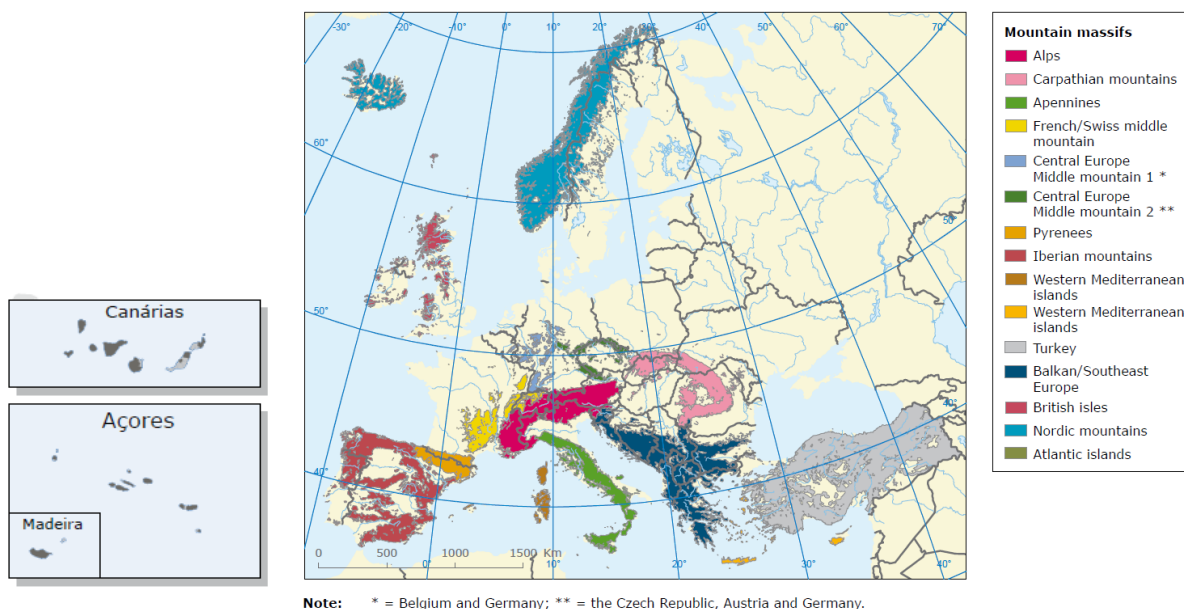 -30°
-20°
-10°
0°
10°
20°
30°
40°
50°
60°
70°
60°
50°
40°
50°
40°
0°
10°
20°
30°
40°
0 500 1000 1500 Km
Canárias
Açores
Madeira
Mountain massifs
Alps
Carpathian mountains
Apennines
French/Swiss middle
mountain
Central Europe
Middle mountain 1 *
Central Europe
Middle mountain 2 **
Pyrenees
Iberian mountains
Western Mediterranean
islands
Western Mediterranean
islands
Turkey
Balkan/Southeast
Europe
British isles
Nordic mountains
Atlantic islands
Note: * = Belgium and Germany; ** = the Czech Republic, Austria and Germany.